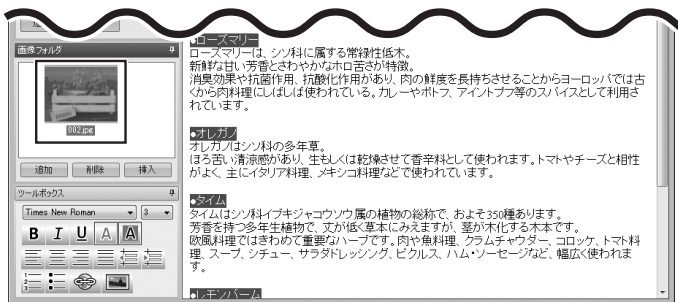 画像フォルダ
002.jpg
追加
削除
挿入
ツールボックス
Times New Roman
3
B I U A A
●ローズマリー
ローズマリーは、シソ科に属する常緑性低木。
新鮮な甘い芳香とさわやかなホロ苦さが特徴。
消臭効果や抗菌作用、抗酸化作用があり、肉の鮮度を長持ちさせることからヨーロッパでは古
くから肉料理にしばしば使われている。カレーやポトフ、アイントプフ等のスパイスとして利用さ
れています。
●オレガノ
オレガノはシソ科の多年草。
ほろ苦い清涼感があり、生もしくは乾燥させて香辛料として使われます。トマトやチーズと相性
がよく、主にイタリア料理、メキシコ料理などで使われています。
●タイム
タイムはシソ科イブキジャコウソウ属の植物の総称で、およそ350種あります。
芳香を持つ多年生植物で、丈が低く草本にみえますが、茎が木化する木本です。
欧風料理ではきわめて重要なハーブです。肉や魚料理、クラムチャウダー、コロッケ、トマト料
理、スープ、シチュー、サラダドレッシング、ピクルス、ハム・ソーセージなど、幅広く使われま
す。
●レモンバーム